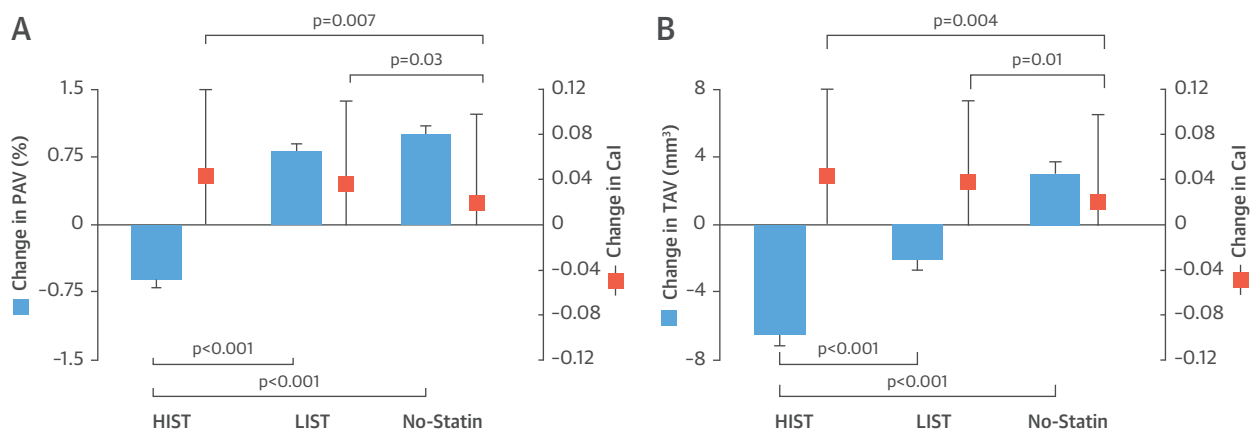 A
p=0.007
p=0.03
1.5
0.75
0
−0.75
−1.5
Change in PAV (%)
0.12
0.08
0.04
0
−0.04
−0.08
−0.12
Change in CaI
p<0.001
p<0.001
HIST
LIST
No-Statin
B
p=0.004
p=0.01
8
4
0
−4
−8
Change in TAV (mm³)
0.12
0.08
0.04
0
−0.04
−0.08
−0.12
Change in CaI
p<0.001
p<0.001
HIST
LIST
No-Statin